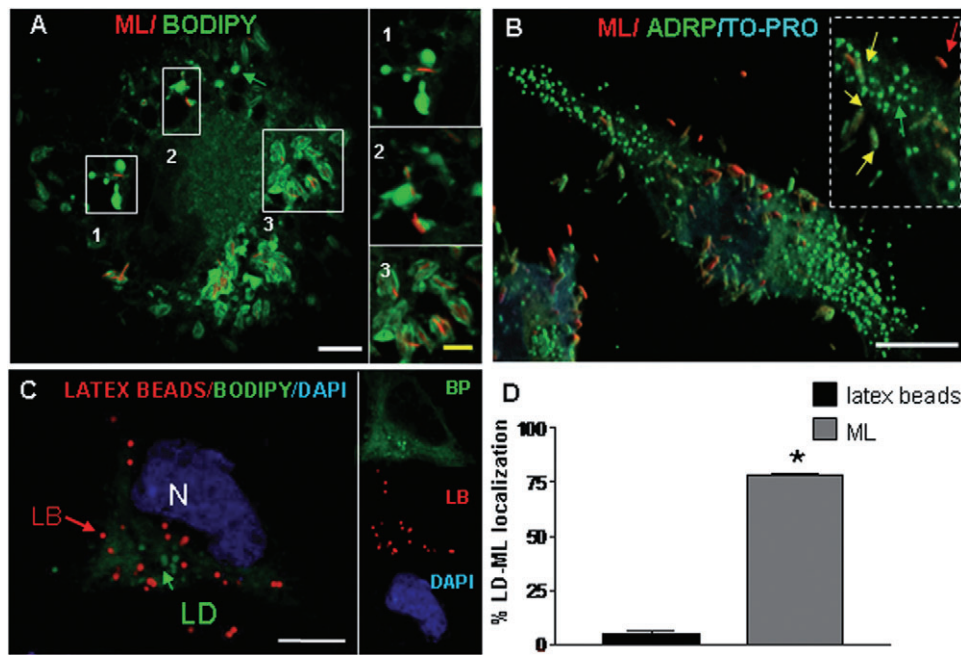 A ML/ BODIPY
1
2
3
1
2
3
B ML/ ADRP/TO-PRO
C LATEX BEADS/BODIPY/DAPI
N
LB
LD
BP
LB
DAPI
D
latex beads
ML
% LD-ML localization
100
75
50
25
0
*